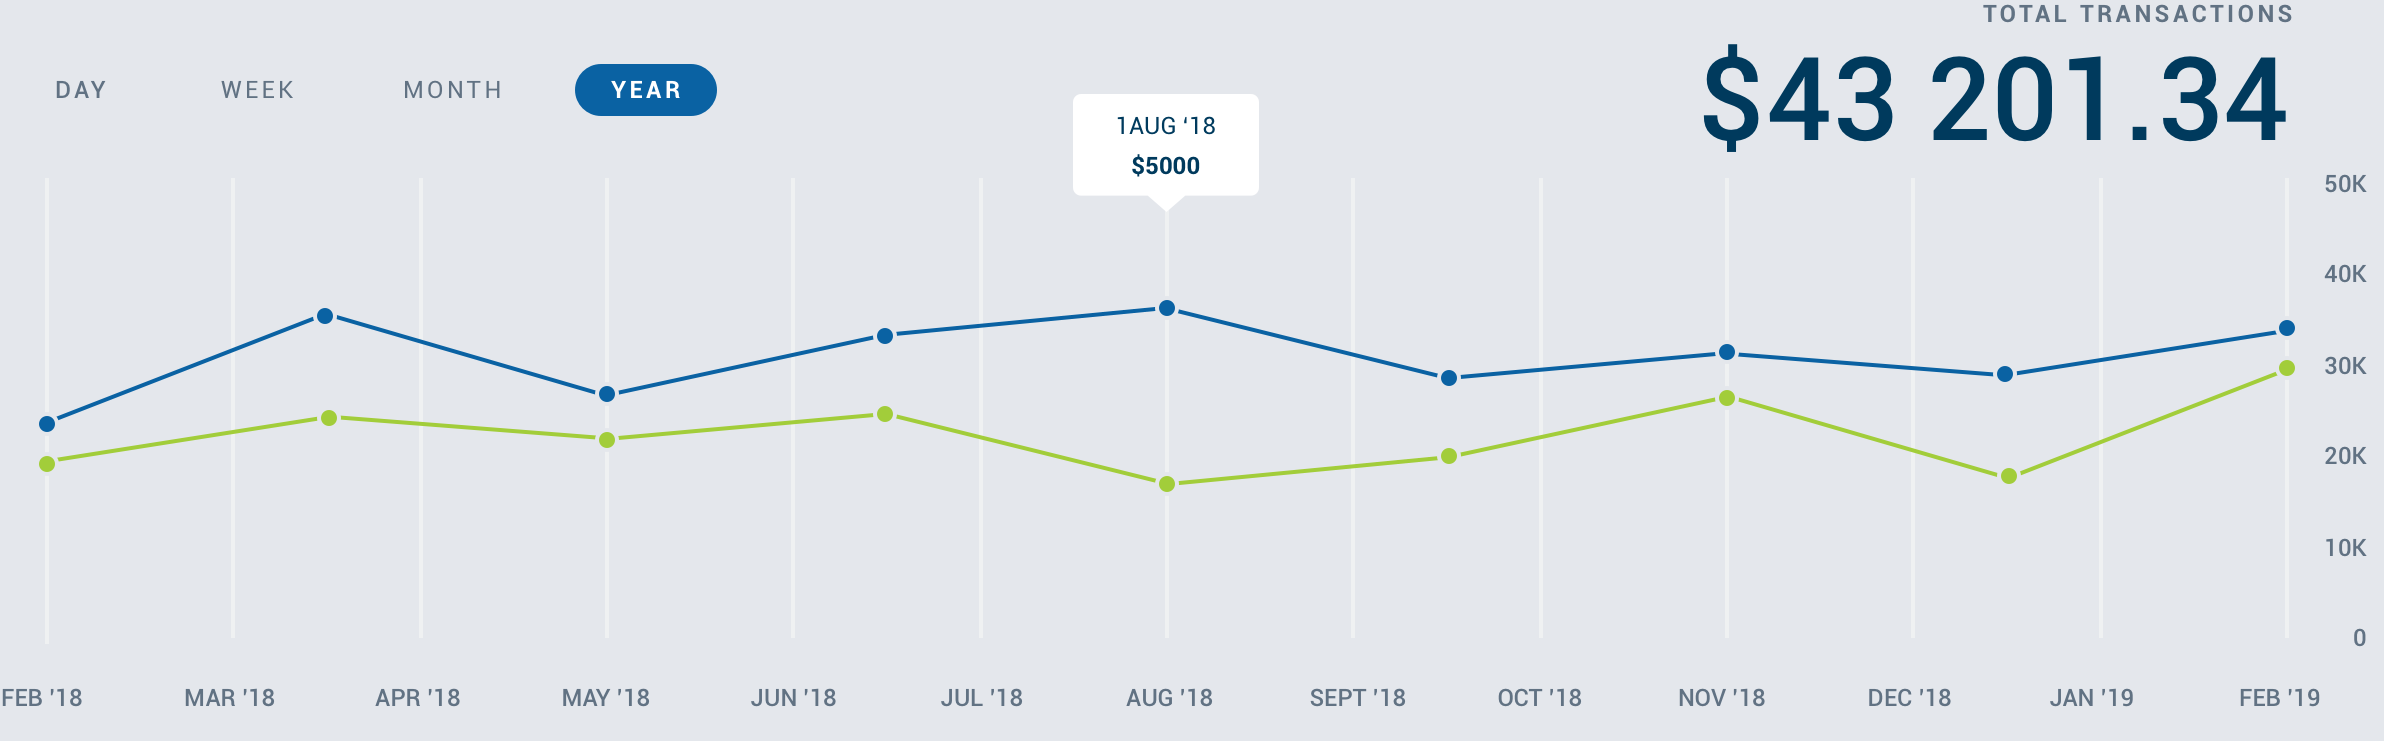 TOTAL TRANSACTIONS
$43 201.34
DAY WEEK MONTH YEAR
1AUG ‘18
$5000
50K
40K
30K
20K
10K
0
FEB '18 MAR '18 APR '18 MAY '18 JUN '18 JUL '18 AUG '18 SEPT '18 OCT '18 NOV '18 DEC '18 JAN '19 FEB '19